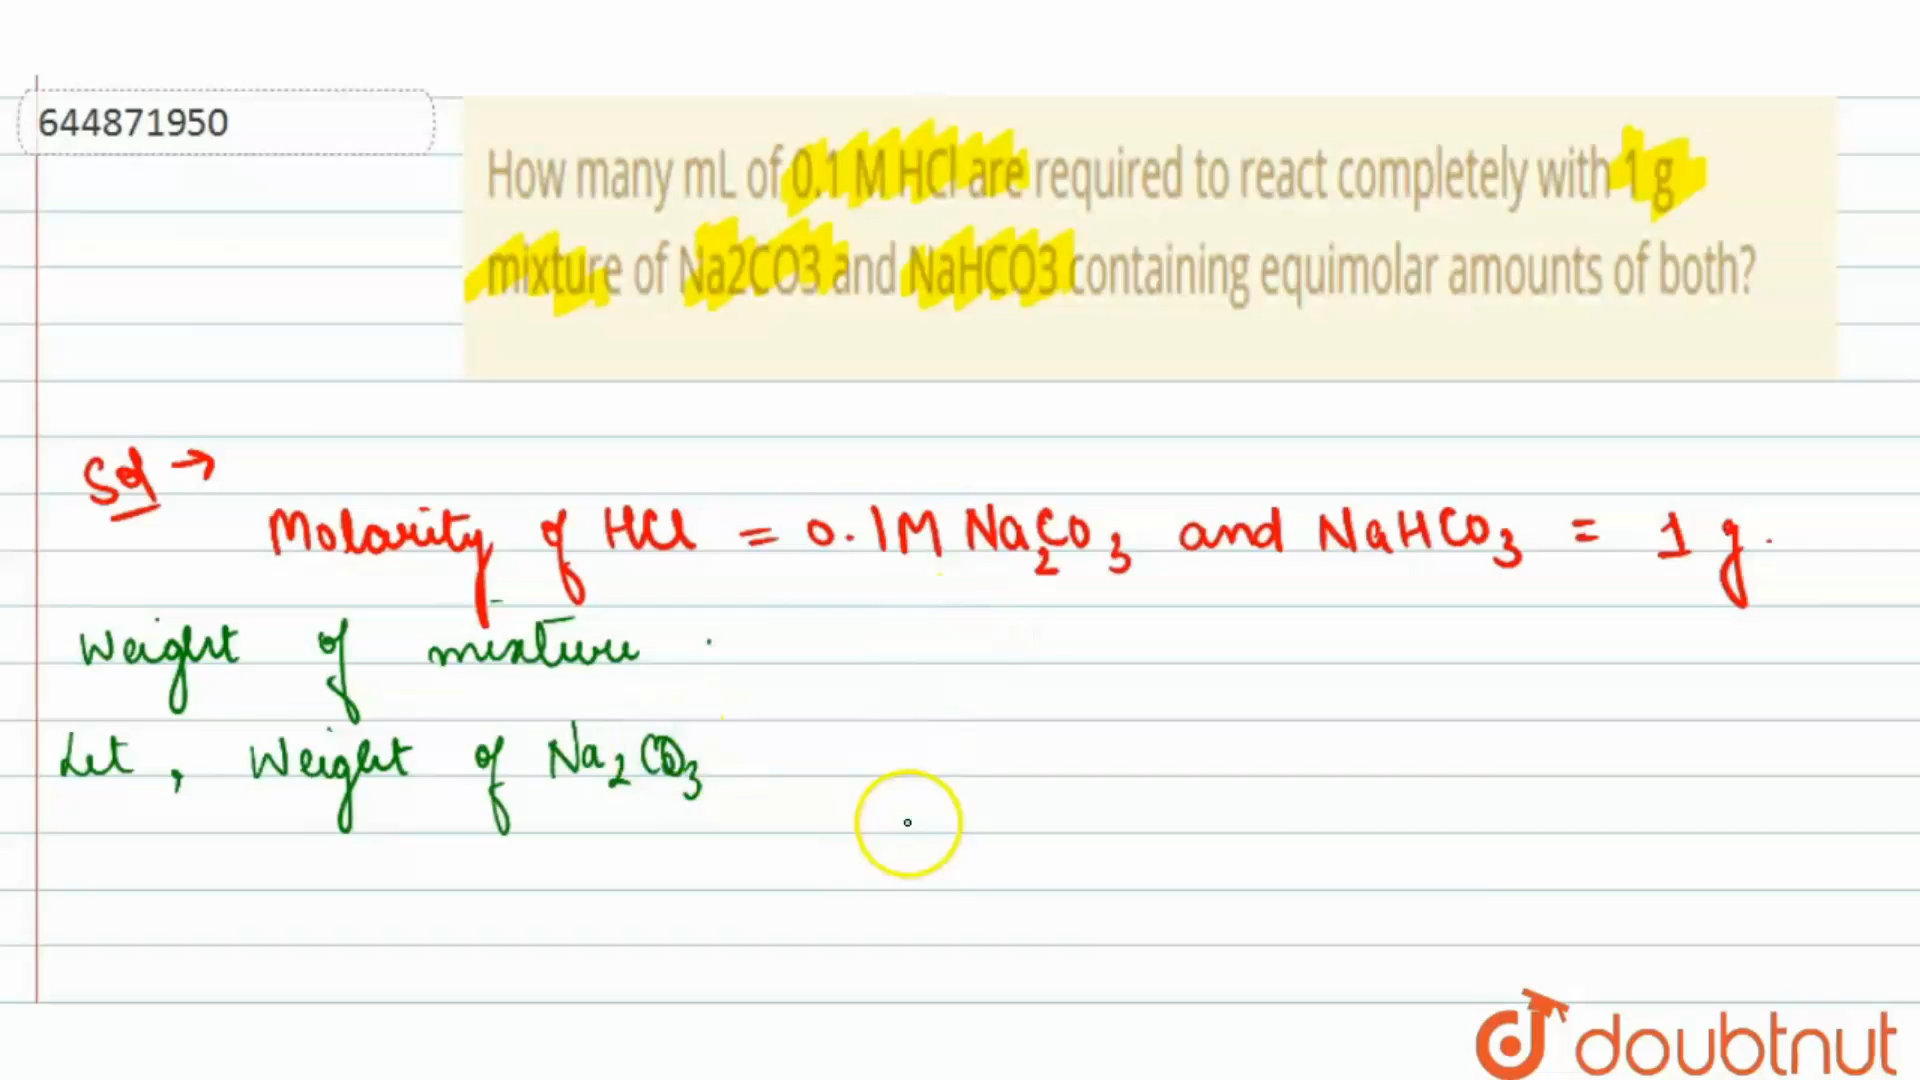 644871950
How many mL of 0.1 M HCl are required to react completely with 1 g
mixture of Na2CO3 and NaHCO3 containing equimolar amounts of both?
Sol →
Molarity of HCl = 0.1M Na₂CO₃ and NaHCO₃ = 1 g.
Weight of mixture
Let, Weight of Na₂CO₃
doubtnut